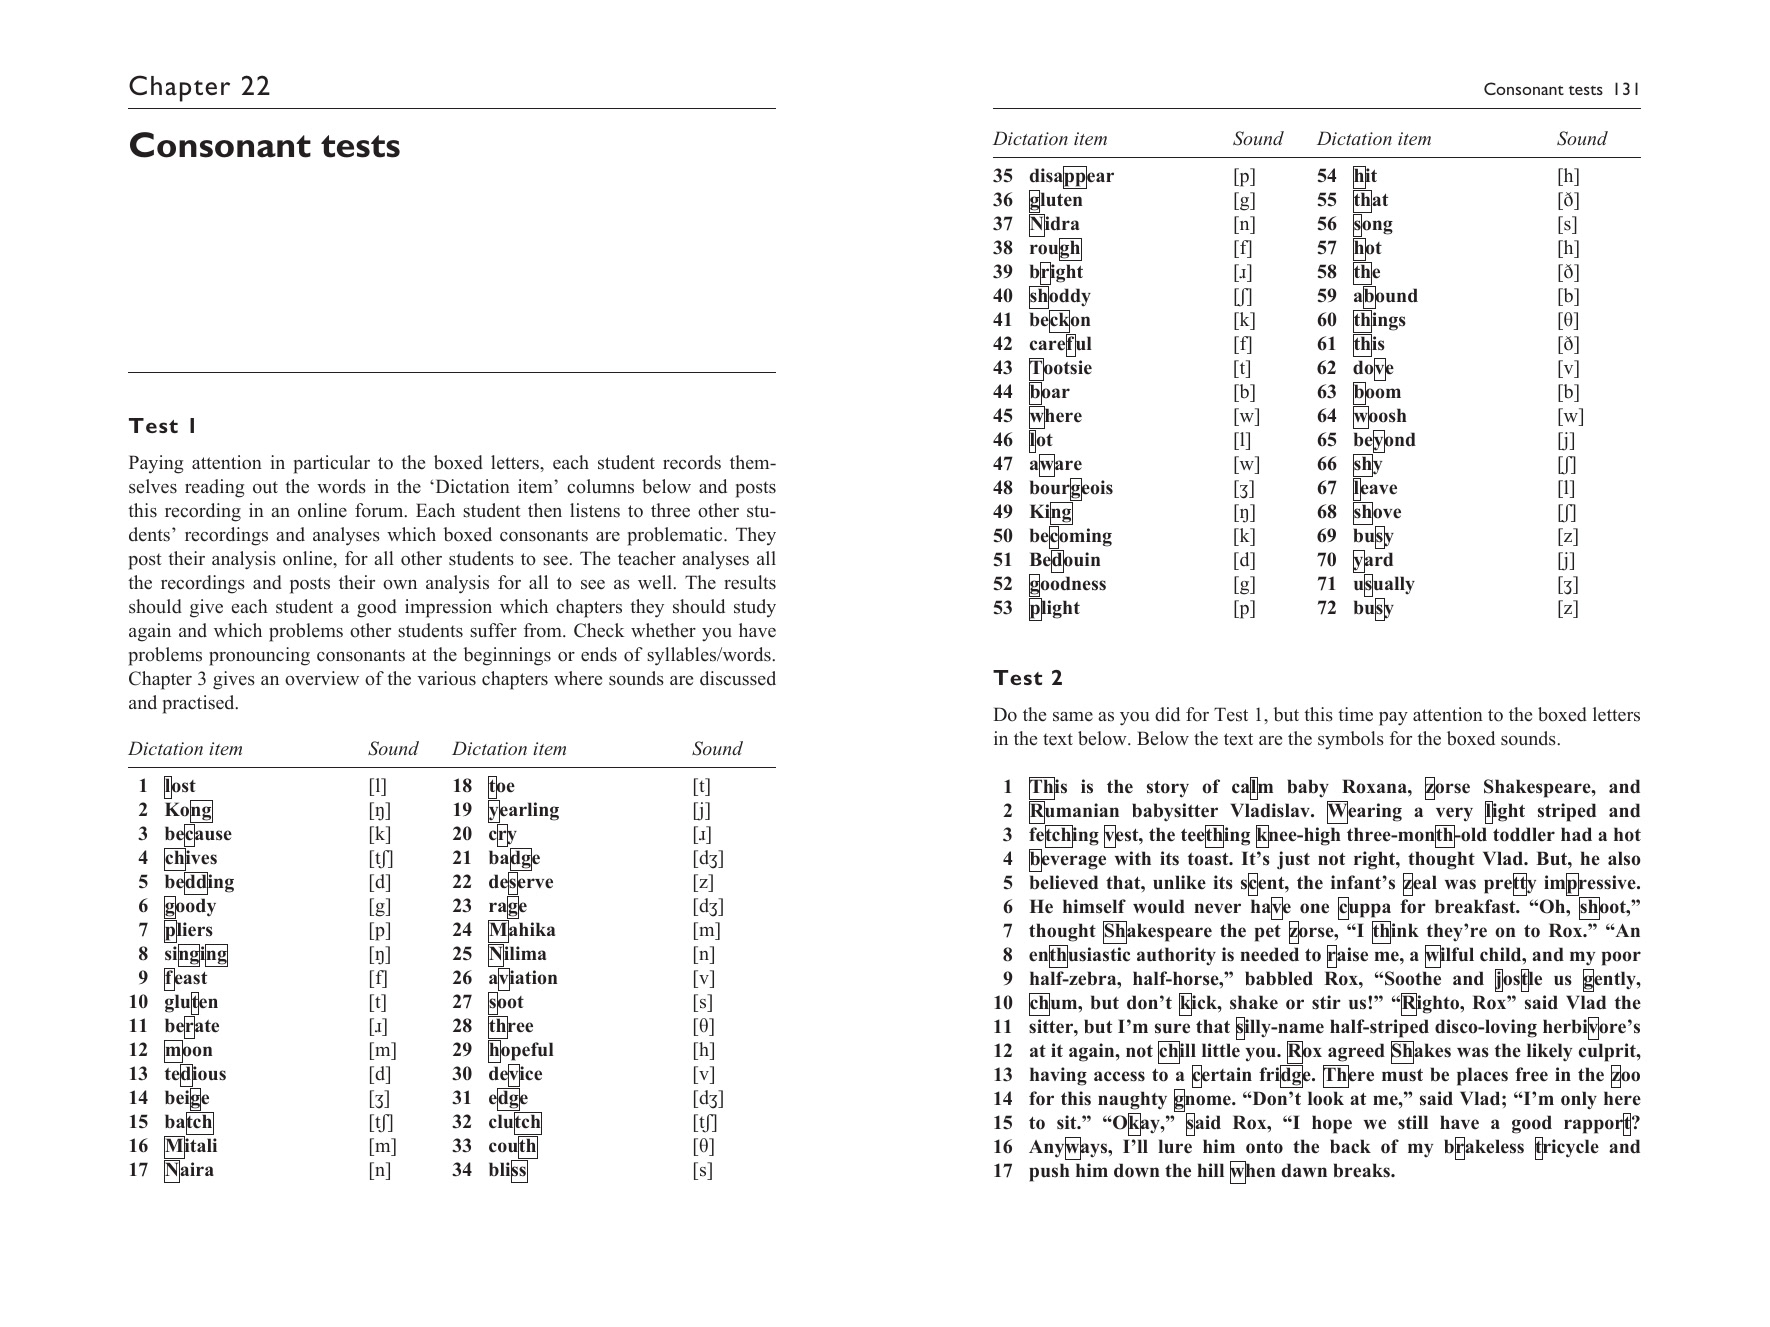 Chapter 22
Consonant tests
Test 1
Paying attention in particular to the boxed letters, each student records them-
selves reading out the words in the ‘Dictation item’ columns below and posts
this recording in an online forum. Each student then listens to three other stu-
dents’ recordings and analyses which boxed consonants are problematic. They
post their analysis online, for all other students to see. The teacher analyses all
the recordings and posts their own analysis for all to see as well. The results
should give each student a good impression which chapters they should study
again and which problems other students suffer from. Check whether you have
problems pronouncing consonants at the beginnings or ends of syllables/words.
Chapter 3 gives an overview of the various chapters where sounds are discussed
and practised.
Dictation item Sound Dictation item Sound
1 lost [l] 18 toe [t]
2 Kong [ŋ] 19 yearling [j]
3 because [k] 20 cry [ɹ]
4 chives [tʃ] 21 badge [dʒ]
5 bedding [d] 22 deserve [z]
6 goody [g] 23 rage [dʒ]
7 pliers [p] 24 Mahika [m]
8 singing [ŋ] 25 Nilima [n]
9 feast [f] 26 aviation [v]
10 gluten [t] 27 soot [s]
11 berate [ɹ] 28 three [θ]
12 moon [m] 29 hopeful [h]
13 tedious [d] 30 device [v]
14 beige [ʒ] 31 edge [dʒ]
15 batch [tʃ] 32 clutch [tʃ]
16 Mitali [m] 33 couth [θ]
17 Naira [n] 34 bliss [s]
Consonant tests 131
Dictation item Sound Dictation item Sound
35 disappear [p] 54 hit [h]
36 gluten [g] 55 that [ð]
37 Nidra [n] 56 song [s]
38 rough [f] 57 hot [h]
39 bright [ɹ] 58 the [ð]
40 shoddy [ʃ] 59 abound [b]
41 beckon [k] 60 things [θ]
42 careful [f] 61 this [ð]
43 Tootsie [t] 62 dove [v]
44 boar [b] 63 boom [b]
45 where [w] 64 woosh [w]
46 lot [l] 65 beyond [j]
47 aware [w] 66 shy [ʃ]
48 bourgeois [ʒ] 67 leave [l]
49 King [ŋ] 68 shove [ʃ]
50 becoming [k] 69 busy [z]
51 Bedouin [d] 70 yard [j]
52 goodness [g] 71 usually [ʒ]
53 plight [p] 72 busy [z]
Test 2
Do the same as you did for Test 1, but this time pay attention to the boxed letters
in the text below. Below the text are the symbols for the boxed sounds.
1 This is the story of calm baby Roxana, zorse Shakespeare, and
2 Rumanian babysitter Vladislav. Wearing a very light striped and
3 fetching vest, the teething knee-high three-month-old toddler had a hot
4 beverage with its toast. It’s just not right, thought Vlad. But, he also
5 believed that, unlike its scent, the infant’s zeal was pretty impressive.
6 He himself would never have one cuppa for breakfast. “Oh, shoot,”
7 thought Shakespeare the pet zorse, “I think they’re on to Rox.” “An
8 enthusiastic authority is needed to raise me, a wilful child, and my poor
9 half-zebra, half-horse,” babbled Rox, “Soothe and jostle us gently,
10 chum, but don’t kick, shake or stir us!” “Righto, Rox” said Vlad the
11 sitter, but I’m sure that silly-name half-striped disco-loving herbivore’s
12 at it again, not chill little you. Rox agreed Shakes was the likely culprit,
13 having access to a certain fridge. There must be places free in the zoo
14 for this naughty gnome. “Don’t look at me,” said Vlad; “I’m only here
15 to sit.” “Okay,” said Rox, “I hope we still have a good rapport?
16 Anyways, I’ll lure him onto the back of my brakeless tricycle and
17 push him down the hill when dawn breaks.